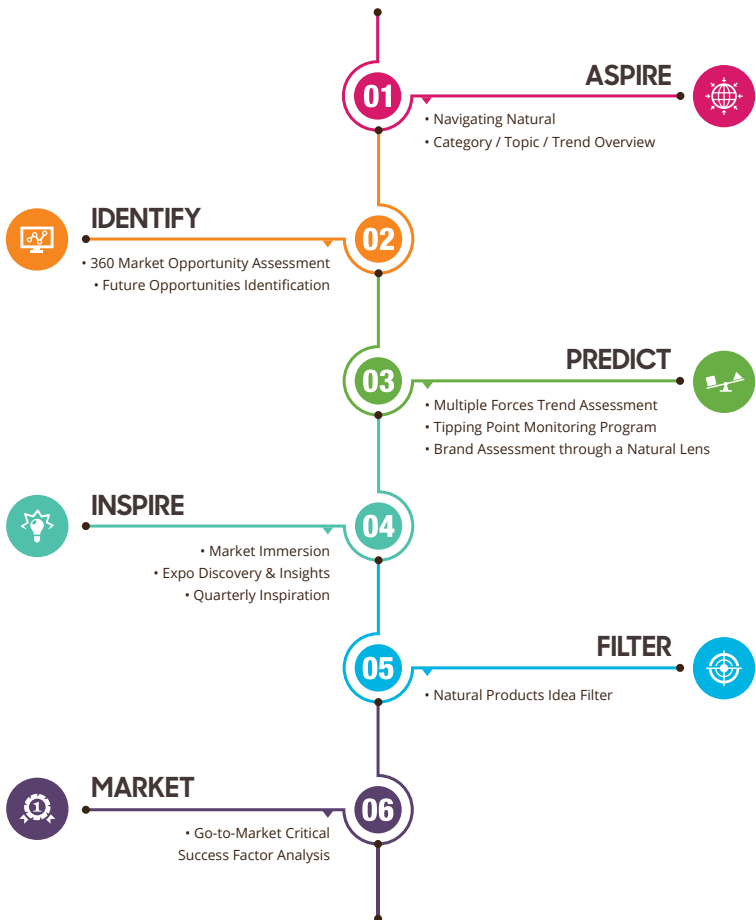 01
ASPIRE
• Navigating Natural
• Category / Topic / Trend Overview
IDENTIFY
02
• 360 Market Opportunity Assessment
• Future Opportunities Identification
03
PREDICT
• Multiple Forces Trend Assessment
• Tipping Point Monitoring Program
• Brand Assessment through a Natural Lens
INSPIRE
04
• Market Immersion
• Expo Discovery & Insights
• Quarterly Inspiration
05
FILTER
• Natural Products Idea Filter
MARKET
1
06
• Go-to-Market Critical
Success Factor Analysis